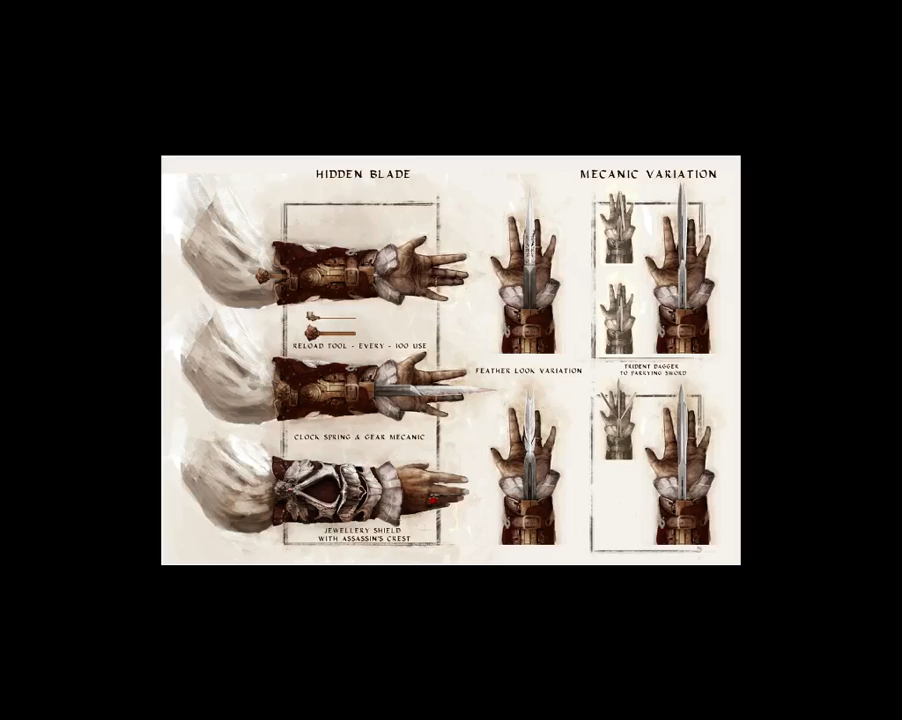 HIDDEN BLADE
MECANIC VARIATION
RELOAD TOOL - EVERY - 100 USE
FEATHER LOOK VARIATION
TRIDENT DAGGER
TO PARRYING SWORD
CLOCK SPRING & GEAR MECANIC
JEWELLERY SHIELD
WITH ASSASSIN'S CREST